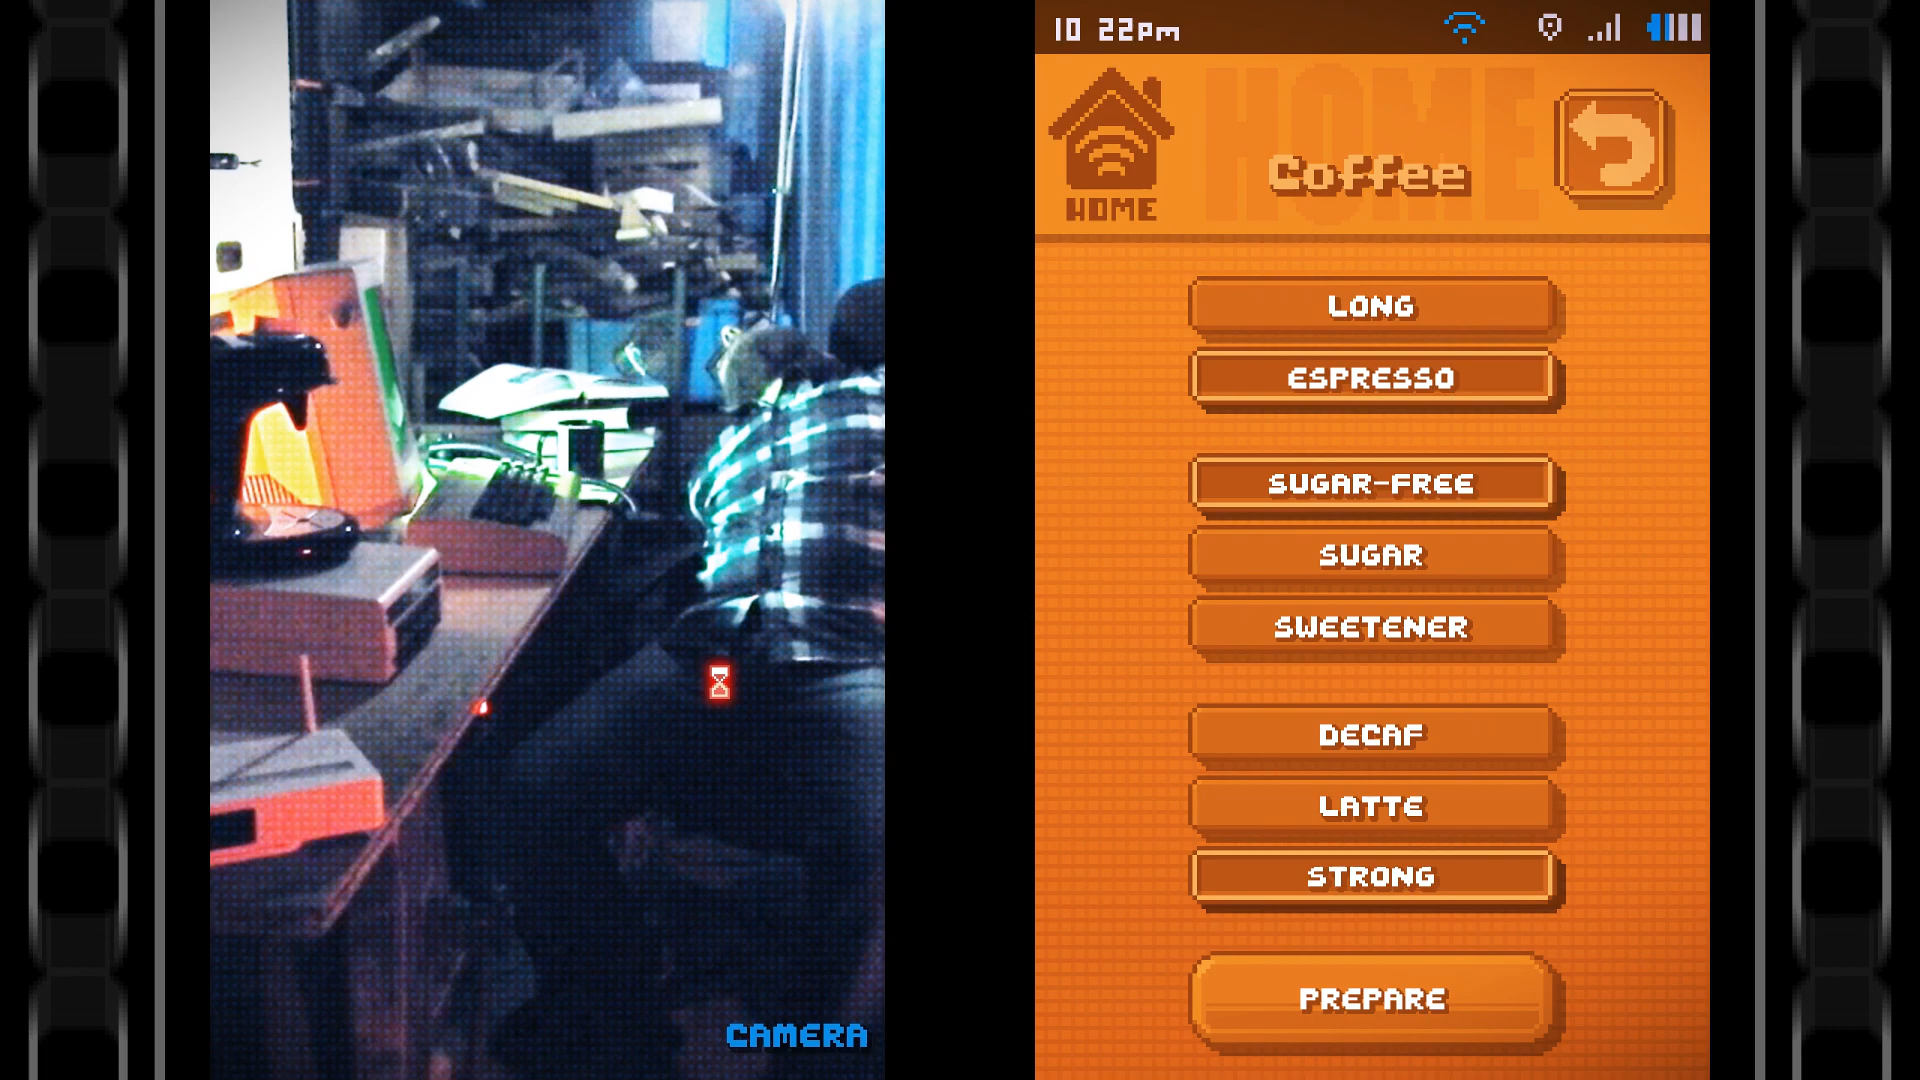 CAMERA
10 22pm
HOME
HOME
Coffee
LONG
ESPRESSO
SUGAR-FREE
SUGAR
SWEETENER
DECAF
LATTE
STRONG
PREPARE